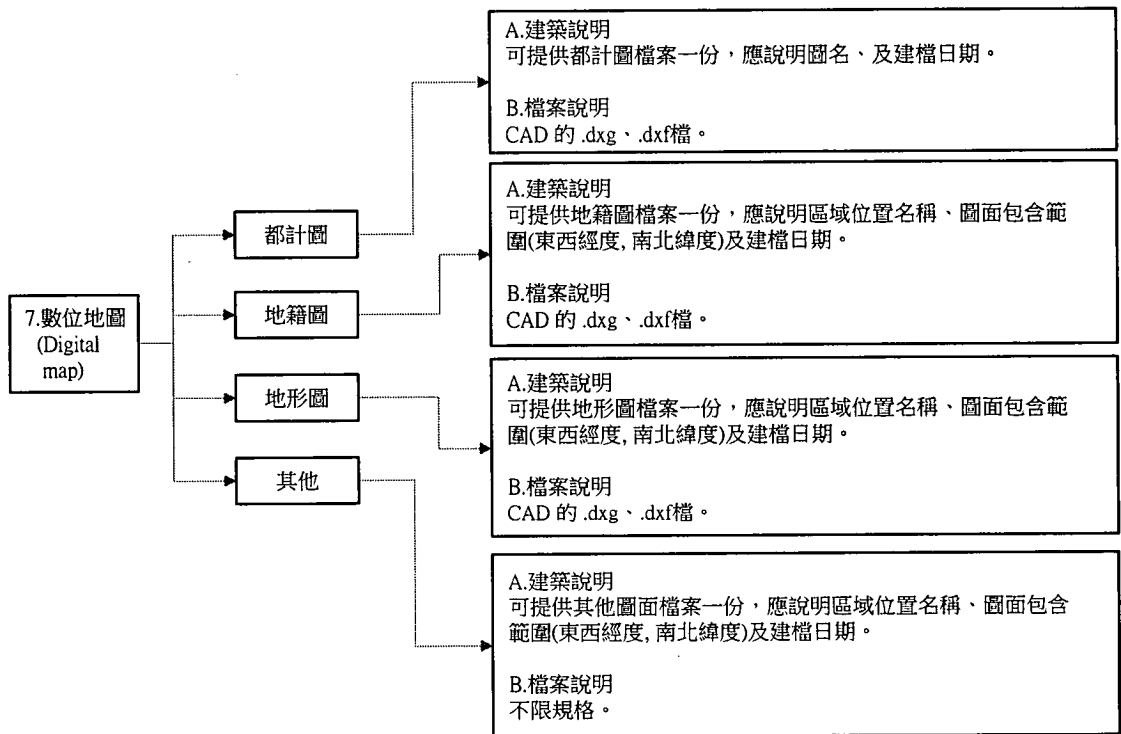 7.數位地圖
(Digital
map)
都計圖
地籍圖
地形圖
其他
A.建築說明
可提供都計圖檔案一份，應說明圖名、及建檔日期。
B.檔案說明
CAD 的 .dxg、.dxf檔。
A.建築說明
可提供地籍圖檔案一份，應說明區域位置名稱、圖面包含範
圍(東西經度, 南北緯度)及建檔日期。
B.檔案說明
CAD 的 .dxg、.dxf檔。
A.建築說明
可提供地形圖檔案一份，應說明區域位置名稱、圖面包含範
圍(東西經度, 南北緯度)及建檔日期。
B.檔案說明
CAD 的 .dxg、.dxf檔。
A.建築說明
可提供其他圖面檔案一份，應說明區域位置名稱、圖面包含
範圍(東西經度, 南北緯度)及建檔日期。
B.檔案說明
不限規格。